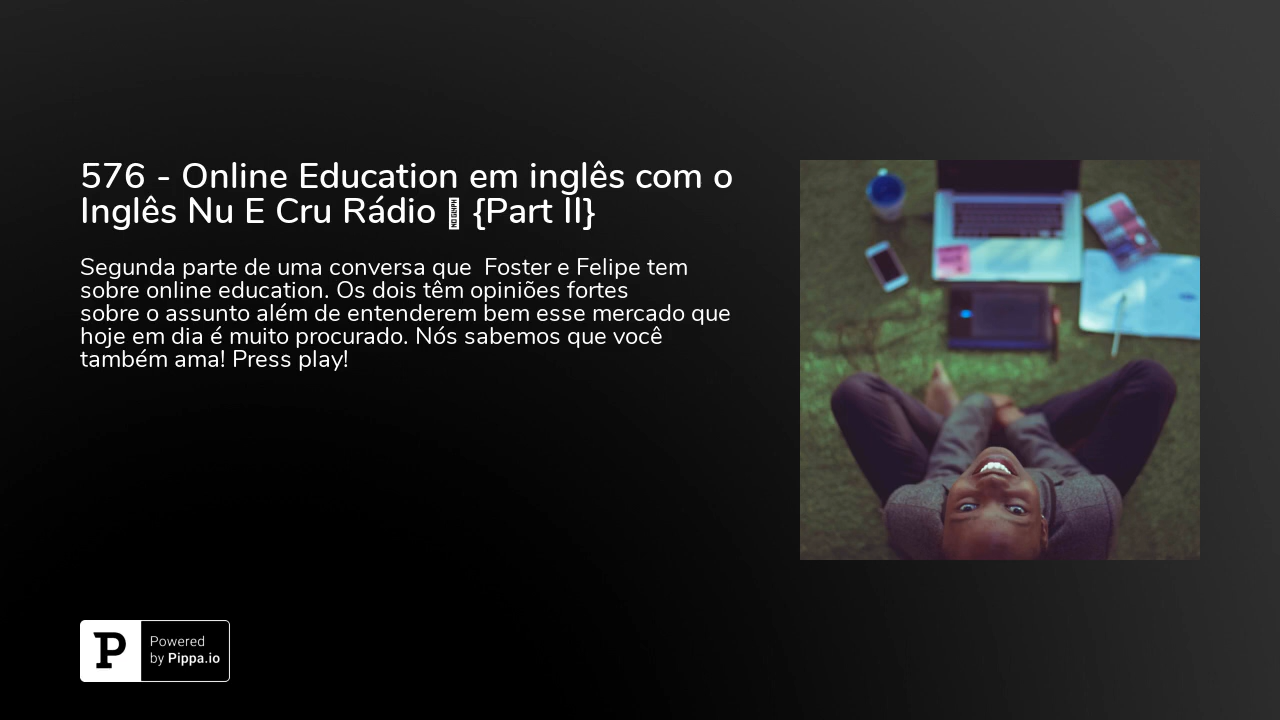 576 - Online Education em inglês com o
Inglês Nu E Cru Rádio {Part II}
Segunda parte de uma conversa que  Foster e Felipe tem
sobre online education. Os dois têm opiniões fortes
sobre o assunto além de entenderem bem esse mercado que
hoje em dia é muito procurado. Nós sabemos que você
também ama! Press play!
P
Powered
by Pippa.io